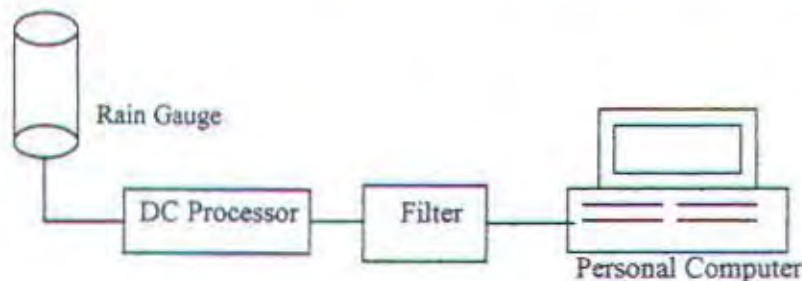 Rain Gauge
DC Processor
Filter
Personal Computer